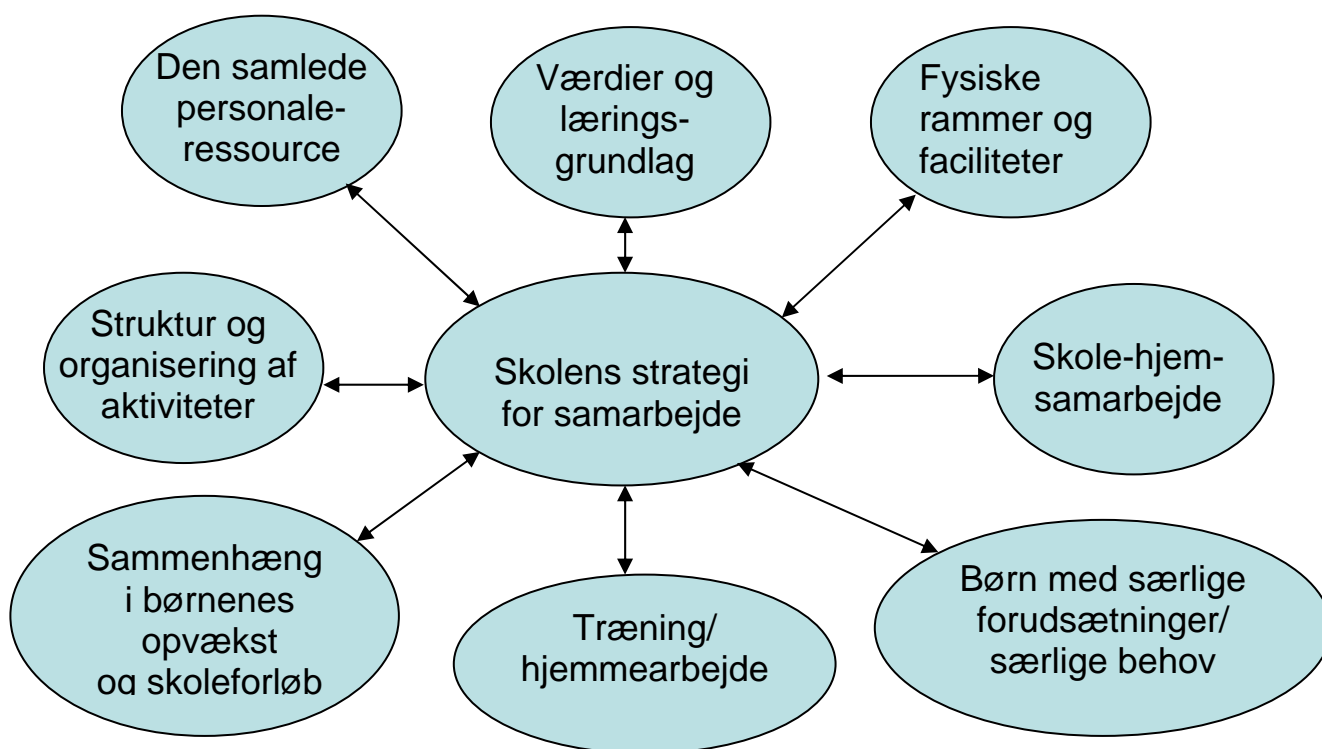 Den samlede
personale-
ressource
Værdier og
lærings-
grundlag
Fysiske
rammer og
faciliteter
Struktur og
organisering af
aktiviteter
Skolens strategi
for samarbejde
Skole-hjem-
samarbejde
Sammenhæng
i børnenes
opvækst
og skoleforløb
Træning/
hjemmearbejde
Børn med særlige
forudsætninger/
særlige behov